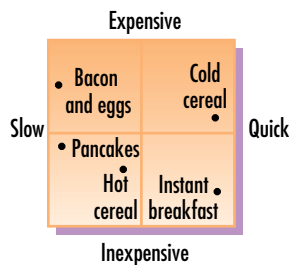 Expensive
Bacon
and eggs
Cold
cereal
Slow
Quick
Pancakes
Hot
cereal
Instant
breakfast
Inexpensive